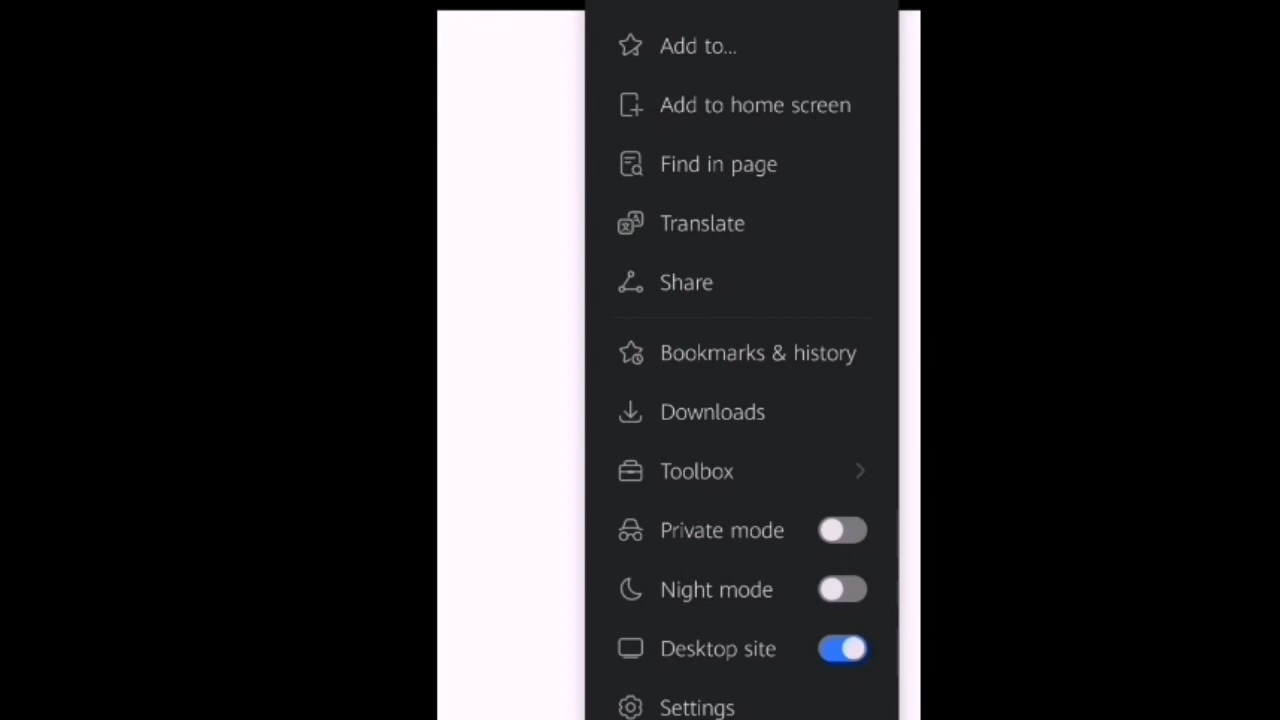 Add to...
Add to home screen
Find in page
Translate
Share
Bookmarks & history
Downloads
Toolbox
Private mode
Night mode
Desktop site
Settings